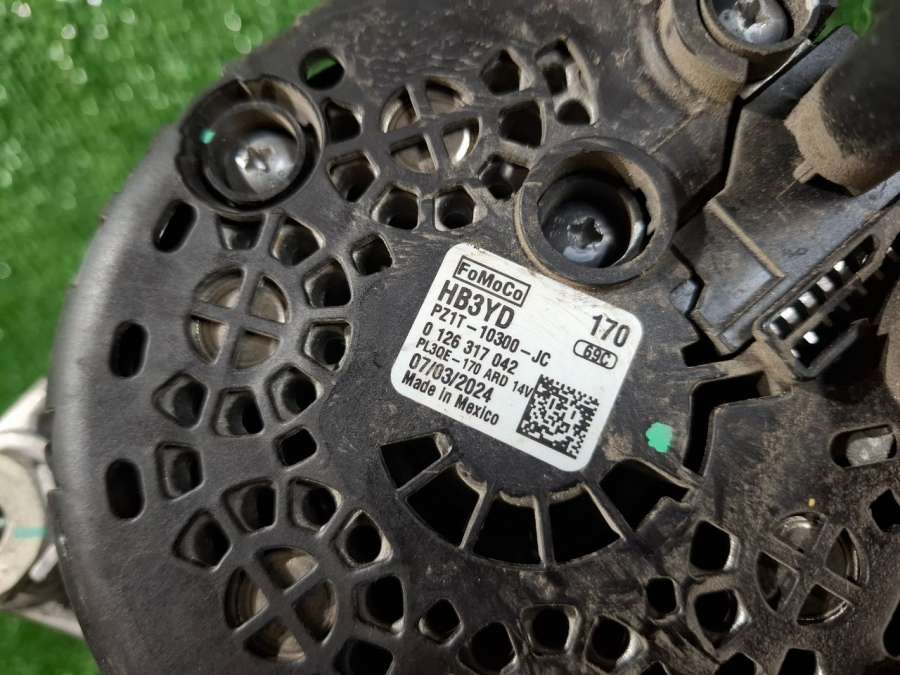 FoMoCo
HB3YD 170
PZ1T-10300-JC 69C
0 126 317 042
PL30E-170 ARD 14V
07/03/2024
Made in Mexico